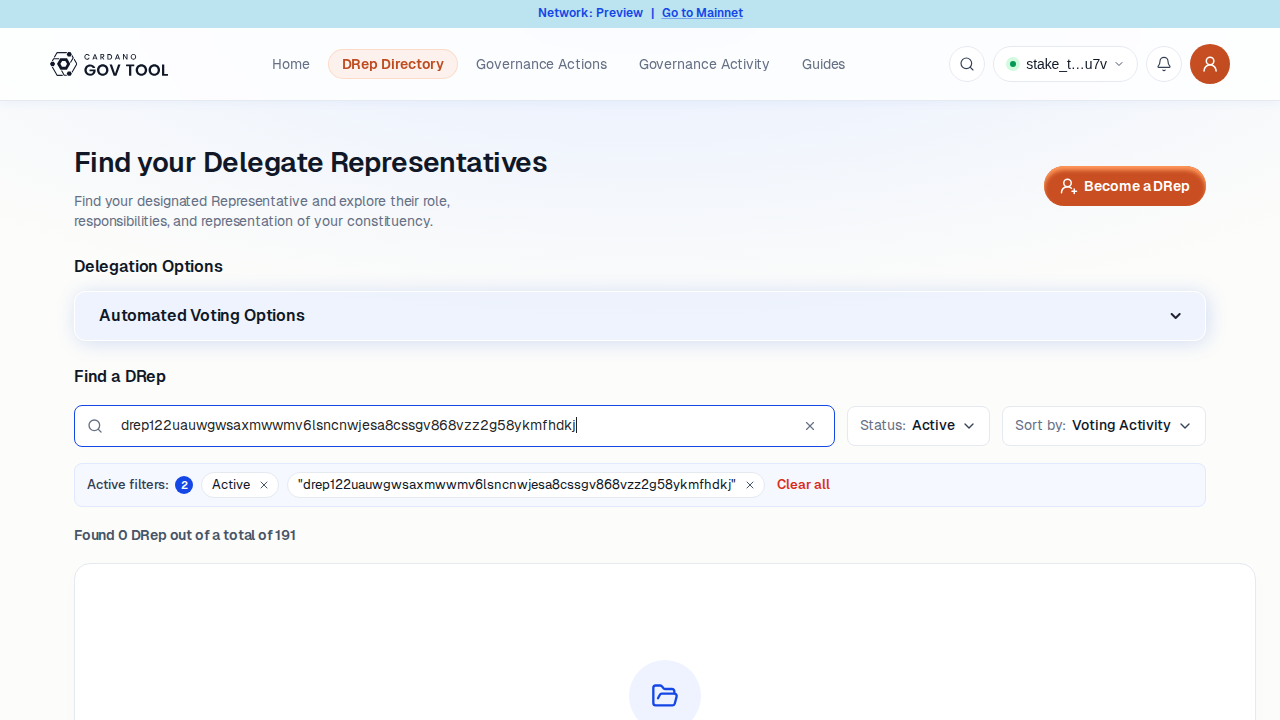 Network: Preview | Go to Mainnet
CARDANO
GOV TOOL
Home
DRep Directory
Governance Actions
Governance Activity
Guides
stake_t...u7v
Find your Delegate Representatives
Find your designated Representative and explore their role,
responsibilities, and representation of your constituency.
Become a DRep
Delegation Options
Automated Voting Options
Find a DRep
drep122uauwgwsaxmwwmv6lsncnwjesa8cssgv868vzz2g58ykmfhdkj
Status: Active
Sort by: Voting Activity
Active filters: 2
Active
"drep122uauwgwsaxmwwmv6lsncnwjesa8cssgv868vzz2g58ykmfhdkj"
Clear all
Found 0 DRep out of a total of 191